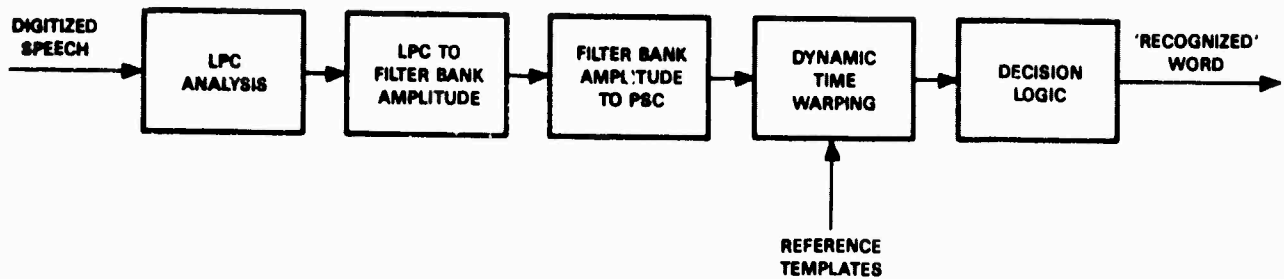 DIGITIZED
SPEECH
LPC
ANALYSIS
LPC TO
FILTER BANK
AMPLITUDE
FILTER BANK
AMPLITUDE
TO PSC
DYNAMIC
TIME
WARPING
DECISION
LOGIC
'RECOGNIZED'
WORD
REFERENCE
TEMPLATES